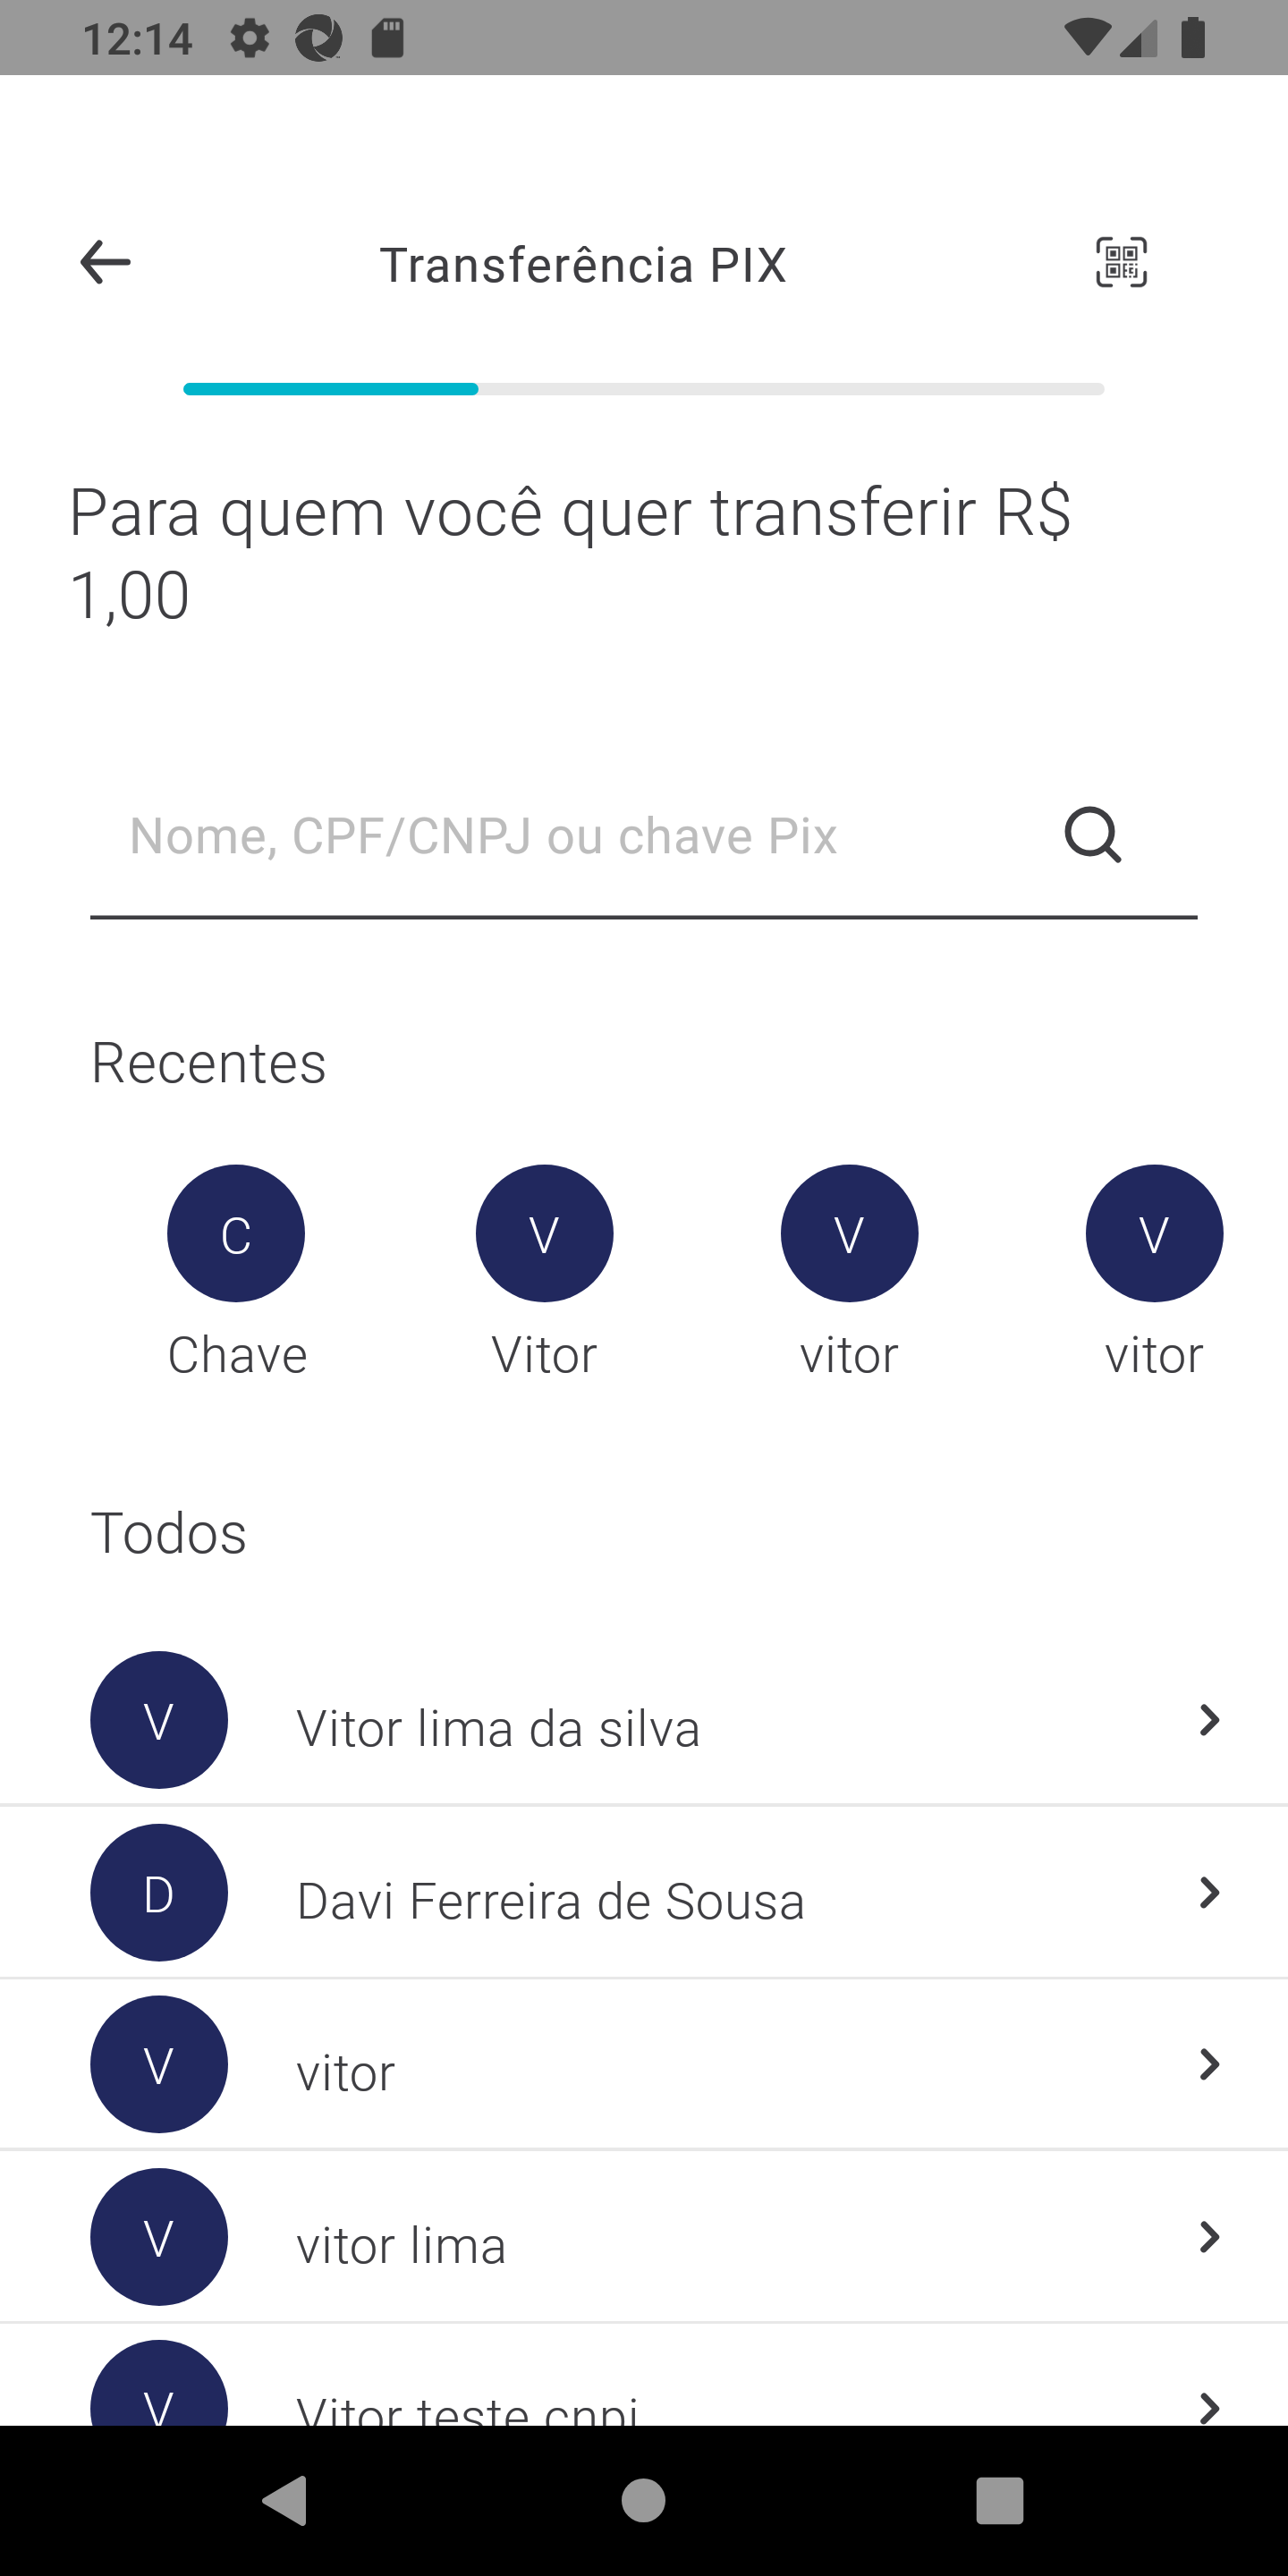 12:14
Transferência PIX
Para quem você quer transferir R$
1,00
Nome, CPF/CNPJ ou chave Pix
Recentes
C V V V
Chave Vitor vitor vitor
Todos
V Vitor lima da silva
D Davi Ferreira de Sousa
V vitor
V vitor lima
V Vitor teste cnpj